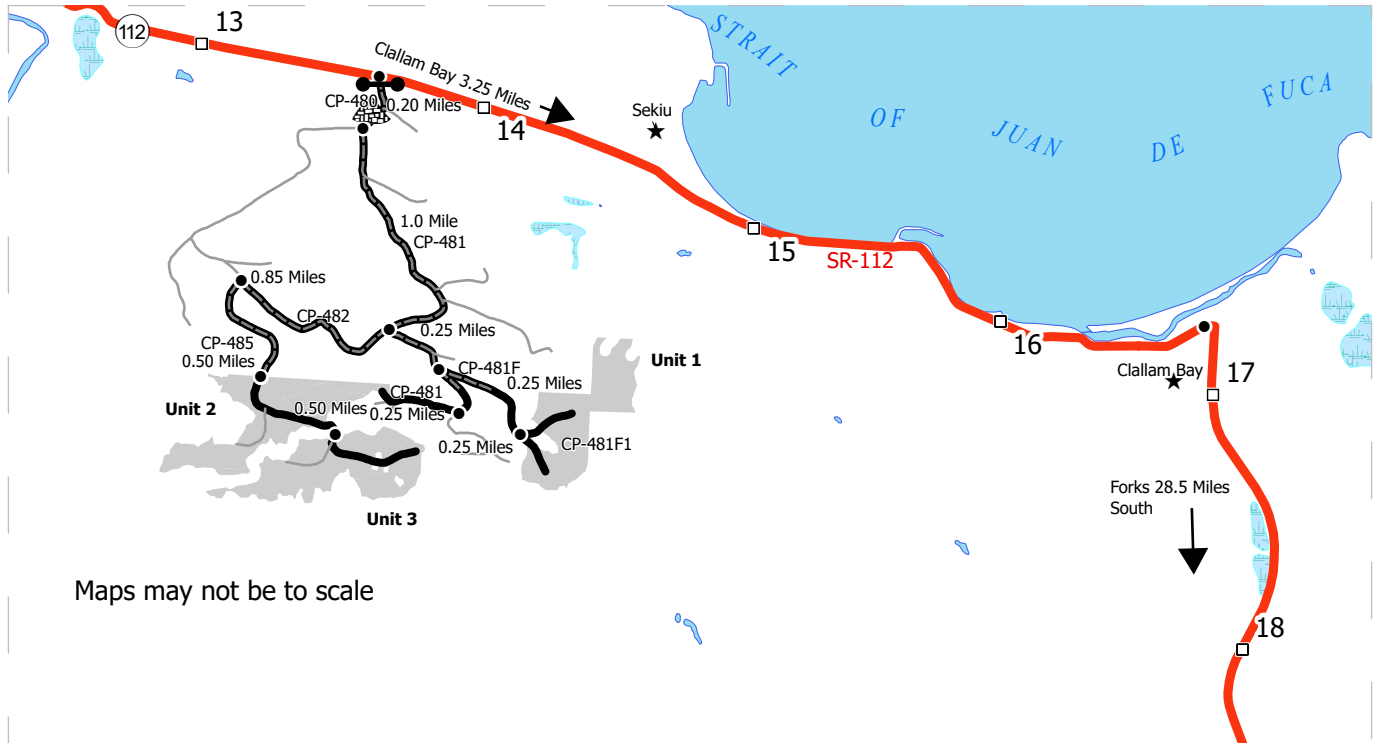 112
13
Clallam Bay 3.25 Miles
STRAIT
OF
JUAN
DE
FUCA
CP-480
0.20 Miles
14
Sekiu
1.0 Mile
CP-481
15
SR-112
0.85 Miles
CP-482
0.25 Miles
16
CP-485
0.50 Miles
CP-481F
0.25 Miles
Unit 1
Clallam Bay
17
Unit 2
0.50 Miles
CP-481
0.25 Miles
0.25 Miles
CP-481F1
Unit 3
Forks 28.5 Miles
South
Maps may not be to scale
18